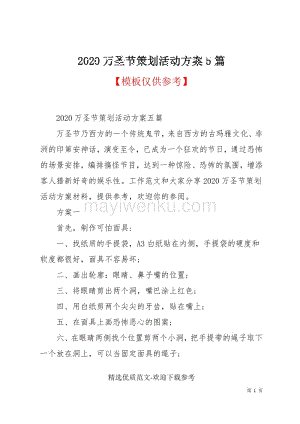 2020 万圣节策划活动方案 5 篇
【模板仅供参考】
2020 万圣节策划活动方案五篇
万圣节乃西方的一个传统鬼节，来自西方的古玛雅文化、非
洲的印第安神话，演变至今，已成为一个狂欢的节日，通过恐怖
的场景安排，编排搞怪节目，达到一种惊险、恐怖的氛围，增添
客人猎新好奇的娱乐性。工作范文和大家分享 2020 万圣节策划
活动方案材料，提供参考，欢迎你的参阅。
方案一
首先，制作可怕面具：
一、找纸剪的手提袋，A3 白纸贴在内侧，手提袋的硬度和
软度都很好，面具不容易坏；
二、画出轮廓：眼睛、鼻子嘴的位置；
三、将眼睛剪出两个洞，嘴巴涂上红色；
四、用白纸剪两个尖尖的牙齿，贴在嘴上；
五、在面具上画恐怖恶心的图案；
六、在眼睛两侧找个位置剪两个小洞，把手提带的绳子取下
一个放在洞上，可以当固定面具的绳子；
mayiwenku.com
精选优质范文-欢迎下载参考
第 1 页